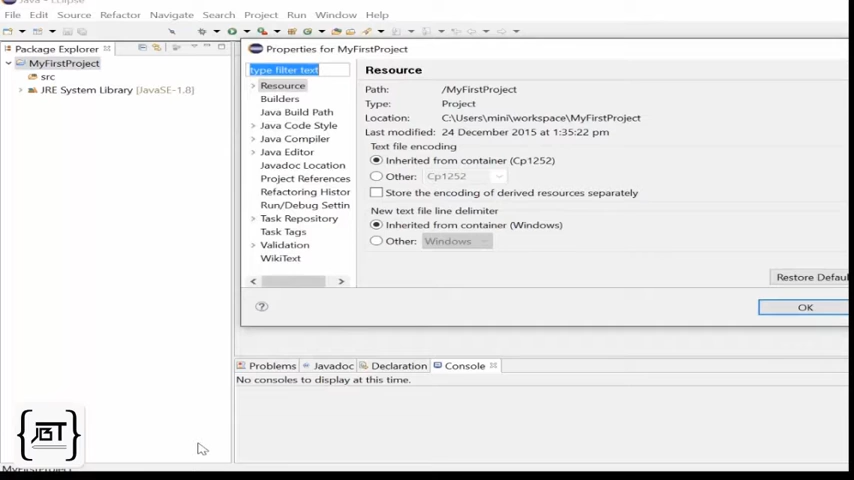 File Edit Source Refactor Navigate Search Project Run Window Help
Package Explorer
MyFirstProject
src
JRE System Library [JavaSE-1.8]
Properties for MyFirstProject
type filter text
Resource
Builders
Java Build Path
Java Code Style
Java Compiler
Java Editor
Javadoc Location
Project References
Refactoring Histor
Run/Debug Settin
Task Repository
Task Tags
Validation
WikiText
Resource
Path: /MyFirstProject
Type: Project
Location: C:\Users\mini\workspace\MyFirstProject
Last modified: 24 December 2015 at 1:35:22 pm
Text file encoding
Inherited from container (Cp1252)
Other: Cp1252
Store the encoding of derived resources separately
New text file line delimiter
Inherited from container (Windows)
Other: Windows
Restore Defaul
OK
Problems Javadoc Declaration Console
No consoles to display at this time.
{JBT}
MyFirstProject